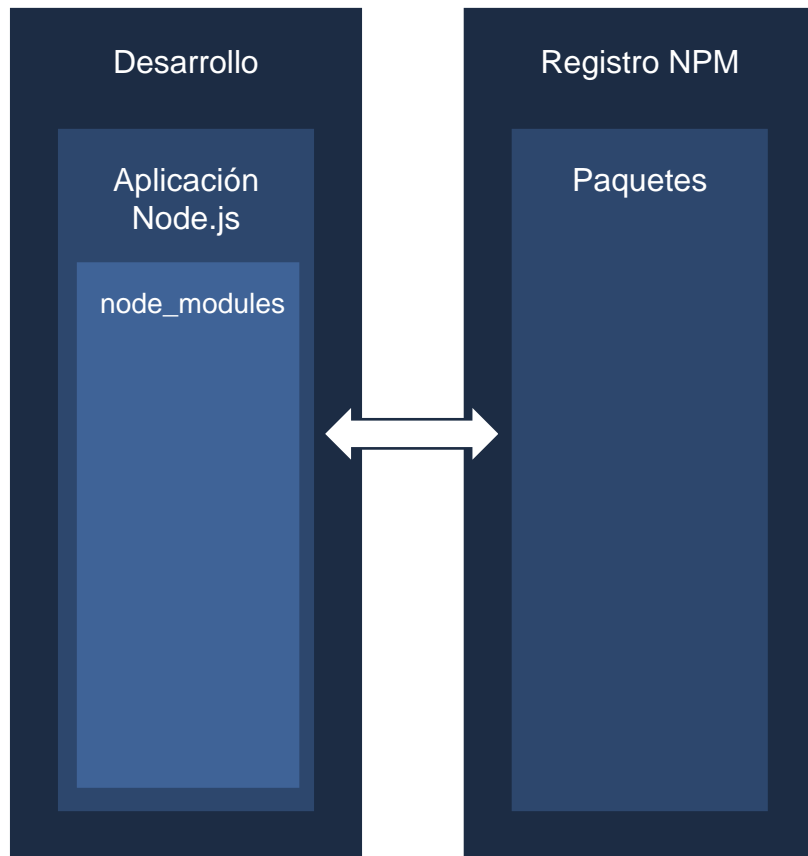 Desarrollo
Aplicación
Node.js
node_modules
Registro NPM
Paquetes